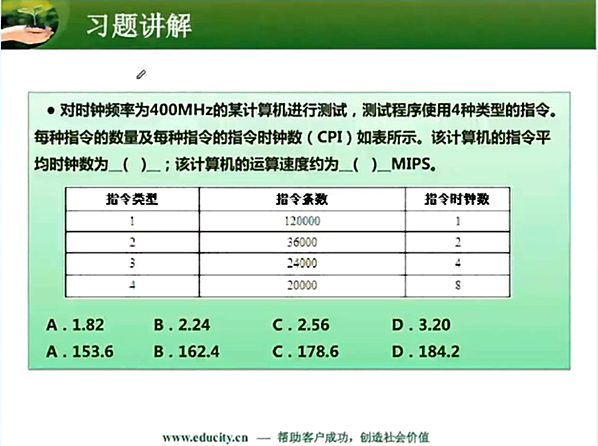 习题讲解
● 对时钟频率为400MHz的某计算机进行测试，测试程序使用4种类型的指令。
每种指令的数量及每种指令的指令时钟数（CPI）如表所示。该计算机的指令平
均时钟数为__( )__；该计算机的运算速度约为__( )__MIPS。
指令类型 指令条数 指令时钟数
1 120000 1
2 36000 2
3 24000 4
4 20000 8
A．1.82 B．2.24 C．2.56 D．3.20
A．153.6 B．162.4 C．178.6 D．184.2
www.educity.cn — 帮助客户成功，创造社会价值